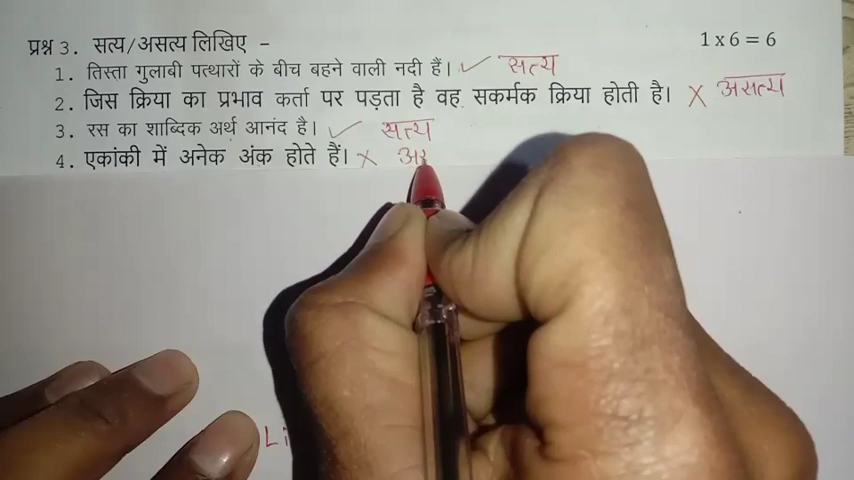 प्रश्न 3. सत्य/असत्य लिखिए - 1 x 6 = 6
1. तिस्ता गुलाबी पत्थारों के बीच बहने वाली नदी हैं। ✓ सत्य
2. जिस क्रिया का प्रभाव कर्ता पर पड़ता है वह सकर्मक क्रिया होती है। X असत्य
3. रस का शाब्दिक अर्थ आनंद है। ✓ सत्य
4. एकांकी में अनेक अंक होते हैं। X